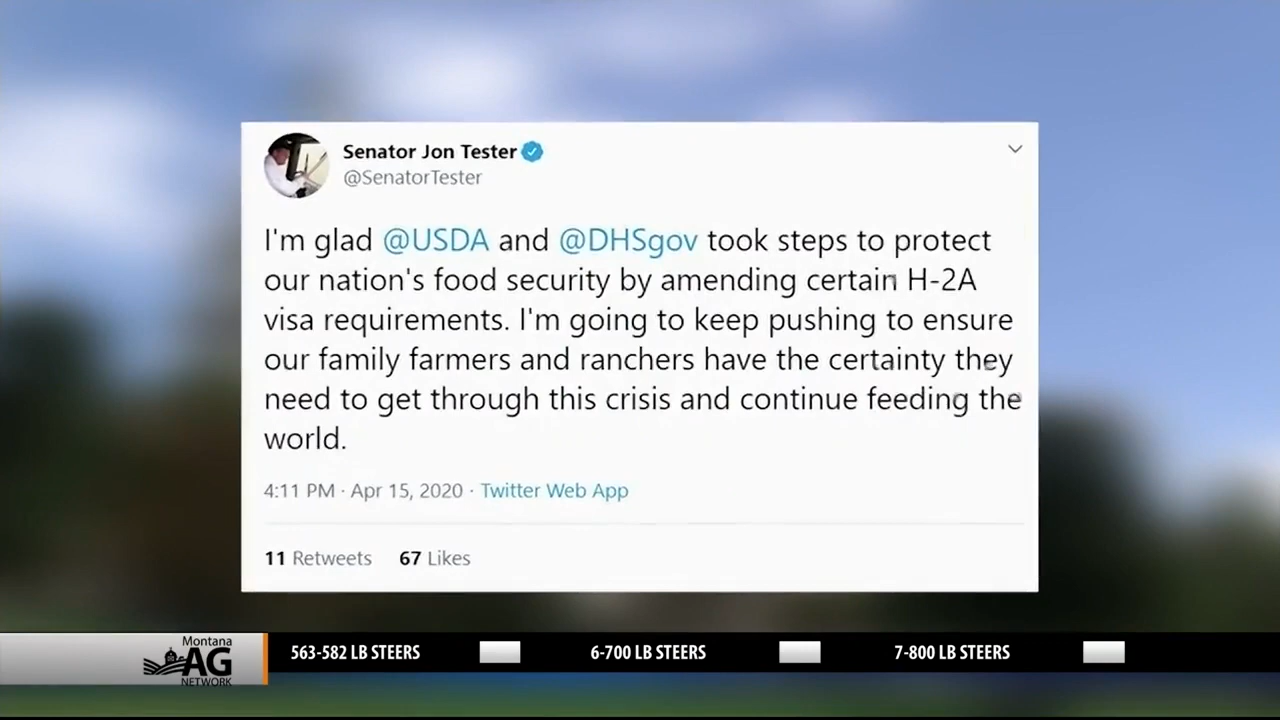 Senator Jon Tester
@SenatorTester
I'm glad @USDA and @DHSgov took steps to protect
our nation's food security by amending certain H-2A
visa requirements. I'm going to keep pushing to ensure
our family farmers and ranchers have the certainty they
need to get through this crisis and continue feeding the
world.
4:11 PM · Apr 15, 2020 · Twitter Web App
11 Retweets 67 Likes
Montana
AG
NETWORK
563-582 LB STEERS 6-700 LB STEERS 7-800 LB STEERS